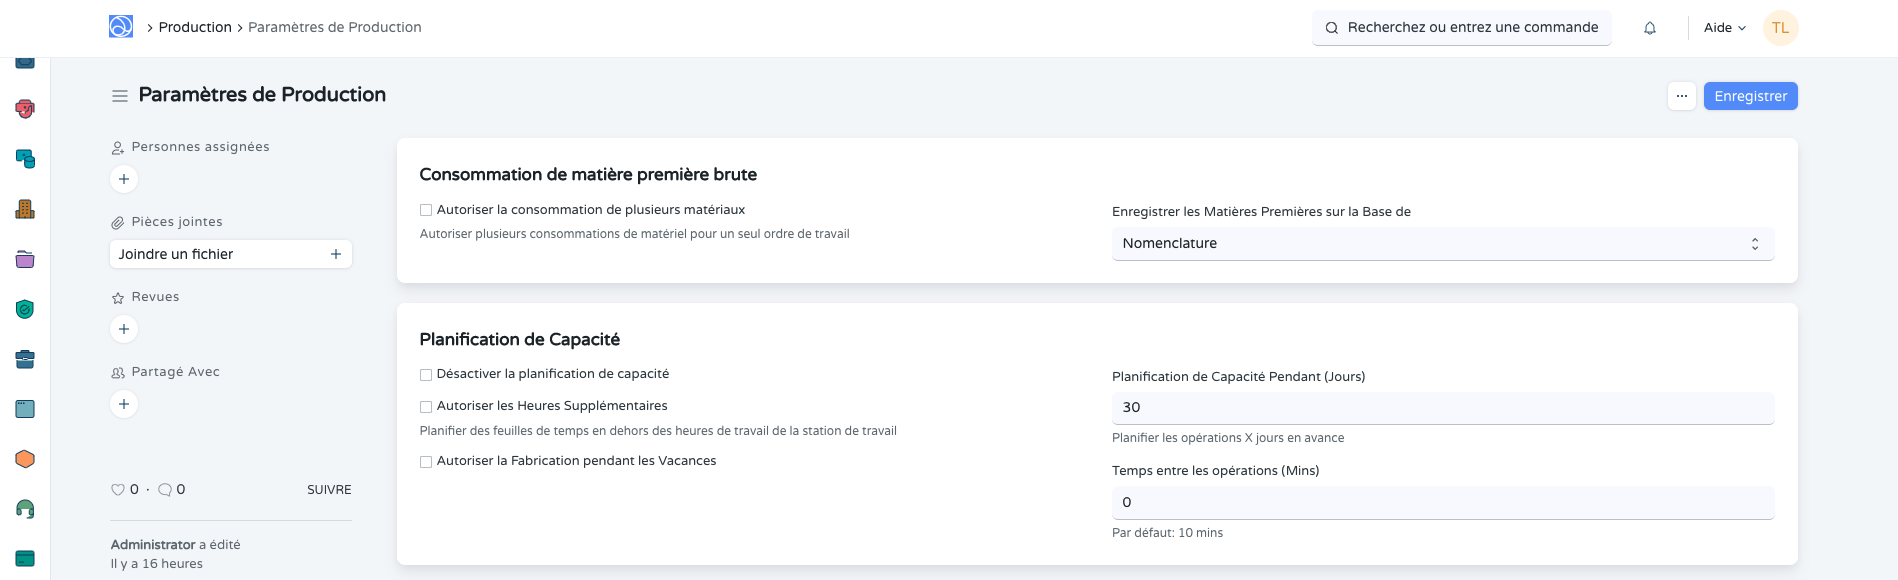 Production
Paramètres de Production
Recherchez ou entrez une commande
Aide
TL
Paramètres de Production
Enregistrer
Personnes assignées
Pièces jointes
Joindre un fichier
Revues
Partagé Avec
0 · 0
SUIVRE
Administrator a édité
Il y a 16 heures
Consommation de matière première brute
Autoriser la consommation de plusieurs matériaux
Autoriser plusieurs consommations de matériel pour un seul ordre de travail
Enregistrer les Matières Premières sur la Base de
Nomenclature
Planification de Capacité
Désactiver la planification de capacité
Autoriser les Heures Supplémentaires
Planifier des feuilles de temps en dehors des heures de travail de la station de travail
Autoriser la Fabrication pendant les Vacances
Planification de Capacité Pendant (Jours)
30
Planifier les opérations X jours en avance
Temps entre les opérations (Mins)
0
Par défaut: 10 mins